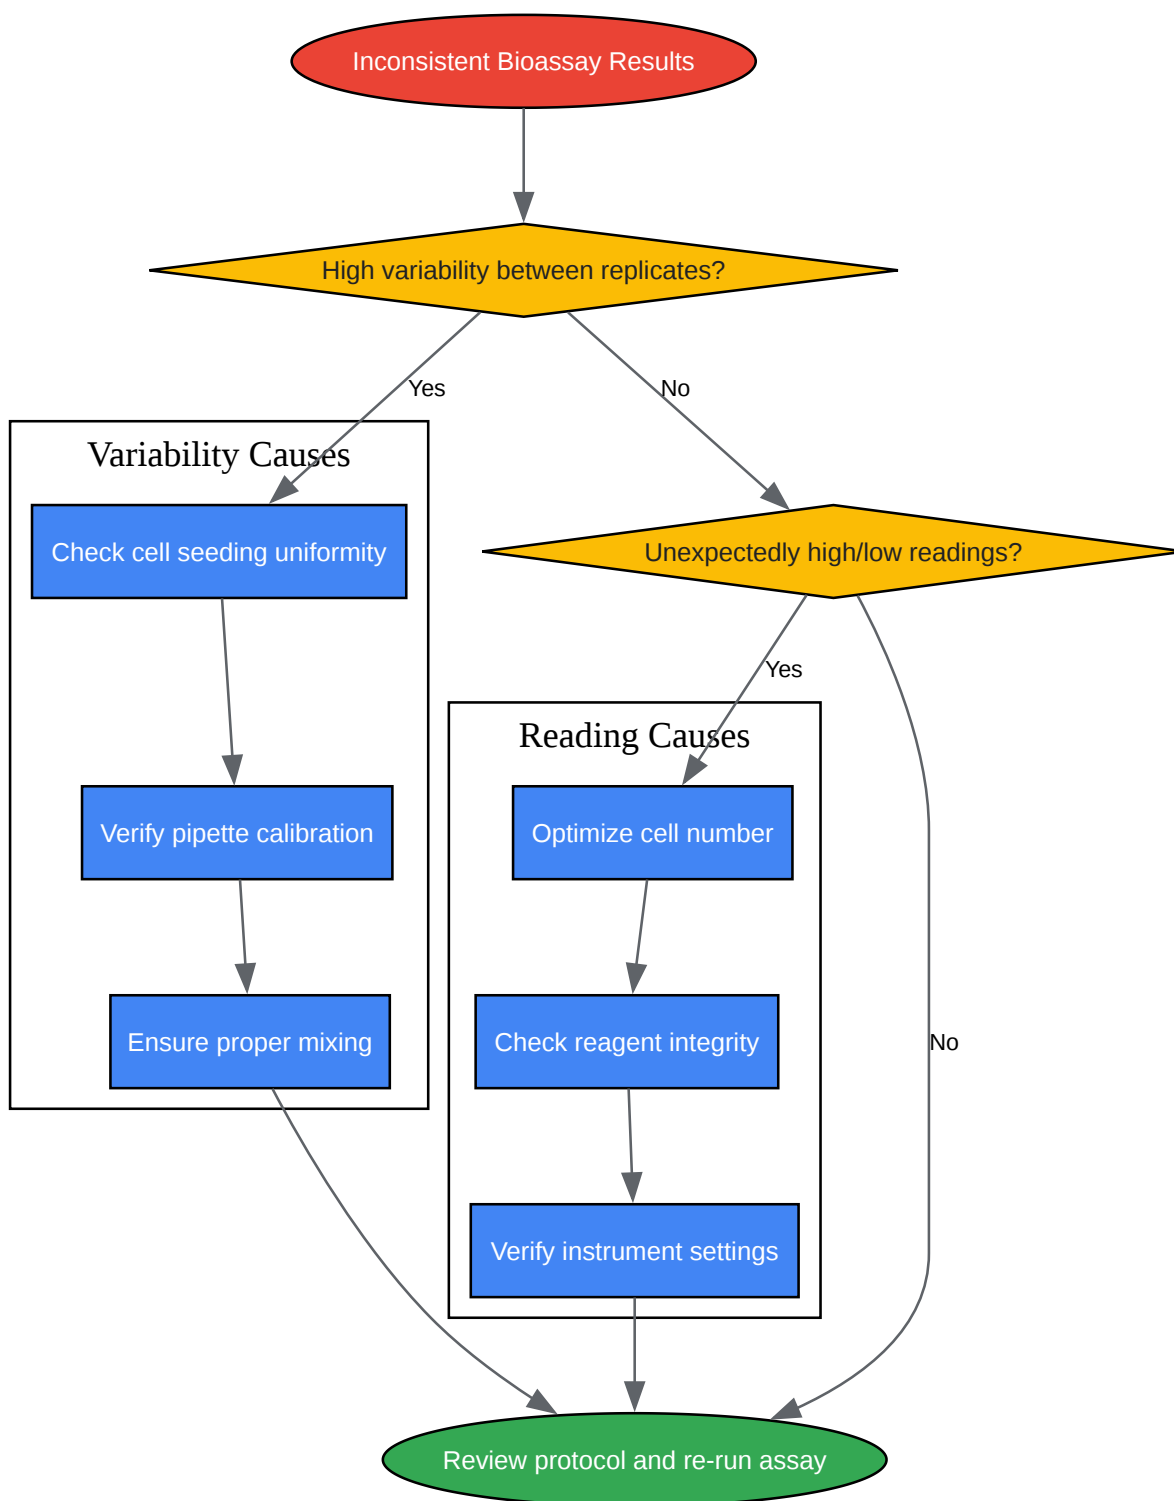 Inconsistent Bioassay Results
High variability between replicates?
Yes
No
Variability Causes
Check cell seeding uniformity
Unexpectedly high/low readings?
Yes
Reading Causes
Verify pipette calibration
Optimize cell number
Ensure proper mixing
Check reagent integrity
No
Verify instrument settings
Review protocol and re-run assay